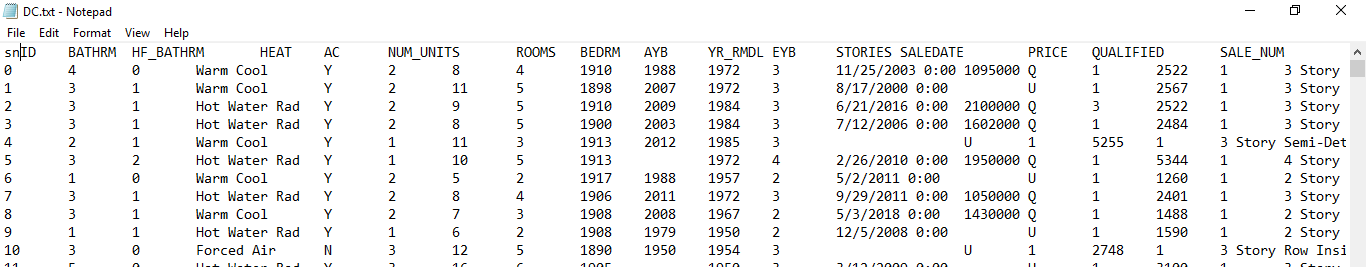 DC.txt - Notepad
File Edit Format View Help
snID BATHRM HF_BATHRM HEAT AC NUM_UNITS ROOMS BEDRM AYB YR_RMDL EYB STORIES SALEDATE PRICE QUALIFIED SALE_NUM
0 4 0 Warm Cool Y 2 8 4 1910 1988 1972 3 11/25/2003 0:00 1095000 Q 1 2522 1 3 Story
1 3 1 Warm Cool Y 2 11 5 1898 2007 1972 3 8/17/2000 0:00 U 1 2567 1 3 Story
2 3 1 Hot Water Rad Y 2 9 5 1910 2009 1984 3 6/21/2016 0:00 2100000 Q 3 2522 1 3 Story
3 3 1 Hot Water Rad Y 2 8 5 1900 2003 1984 3 7/12/2006 0:00 1602000 Q 1 2484 1 3 Story
4 2 1 Warm Cool Y 1 11 3 1913 2012 1985 3 U 1 5255 1 3 Story Semi-Det
5 3 2 Hot Water Rad Y 1 10 5 1913 1972 4 2/26/2010 0:00 1950000 Q 1 5344 1 4 Story
6 1 0 Warm Cool Y 2 5 2 1917 1988 1957 2 5/2/2011 0:00 U 1 1260 1 2 Story
7 3 1 Hot Water Rad Y 2 8 4 1906 2011 1972 3 9/29/2011 0:00 1050000 Q 1 2401 1 3 Story
8 3 1 Warm Cool Y 2 7 3 1908 2008 1967 2 5/3/2018 0:00 1430000 Q 1 1488 1 2 Story
9 1 1 Hot Water Rad Y 1 6 2 1908 1979 1950 2 12/5/2008 0:00 U 1 1590 1 2 Story
10 3 0 Forced Air N 3 12 5 1890 1950 1954 3 U 1 2748 1 3 Story Row Insi